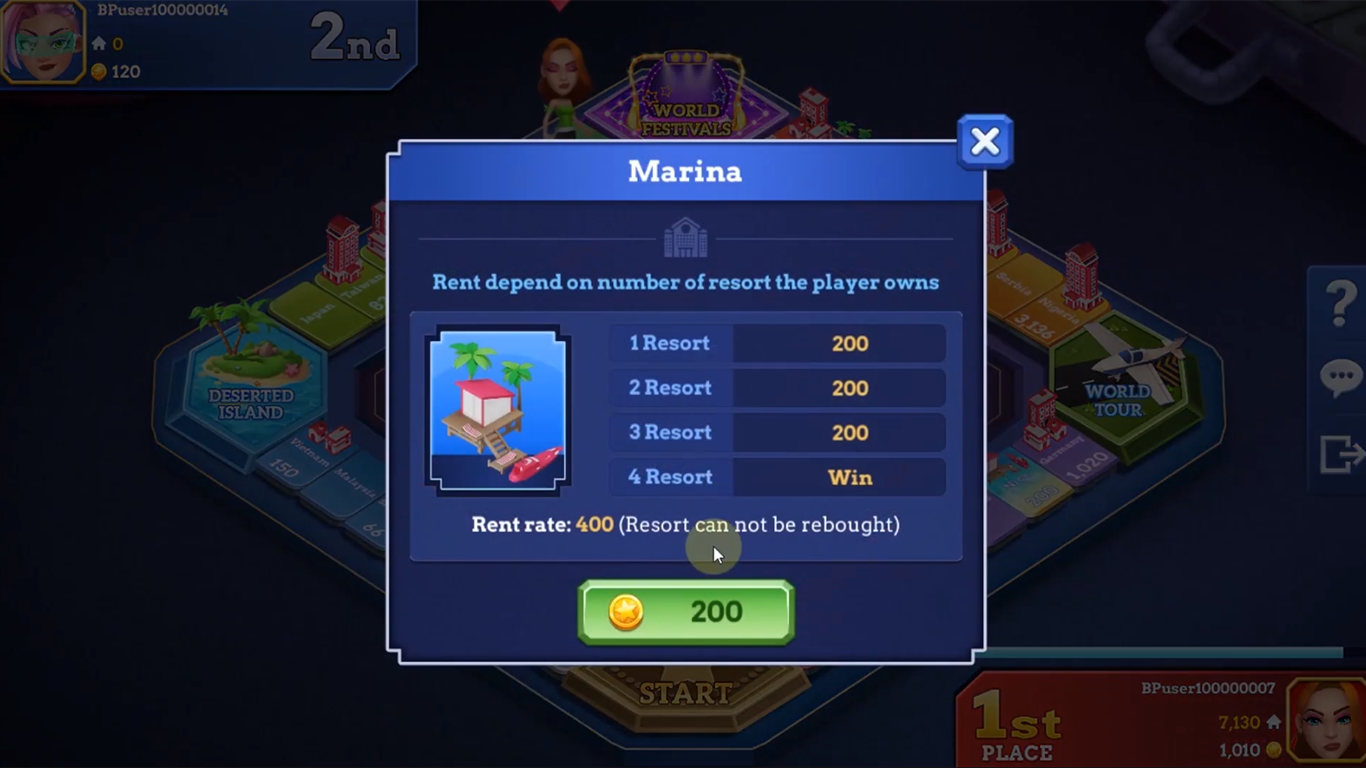 BPuser100000014
0
120
2nd
WORLD
FESTIVALS
Marina
Rent depend on number of resort the player owns
1 Resort 200
2 Resort 200
3 Resort 200
4 Resort Win
Rent rate: 400 (Resort can not be rebought)
200
Japan
Taiwan
Serbia
Nigeria
3,136
DESERTED
ISLAND
WORLD
TOUR
Vietnam
150
Malaysia
66
Germany
1,020
START
1st
PLACE
BPuser100000007
7,130
1,010
?